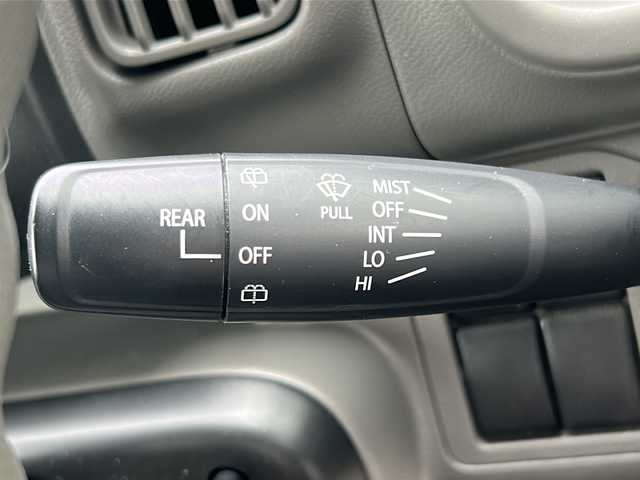 REAR
ON
OFF
PULL
MIST
OFF
INT
LO
HI